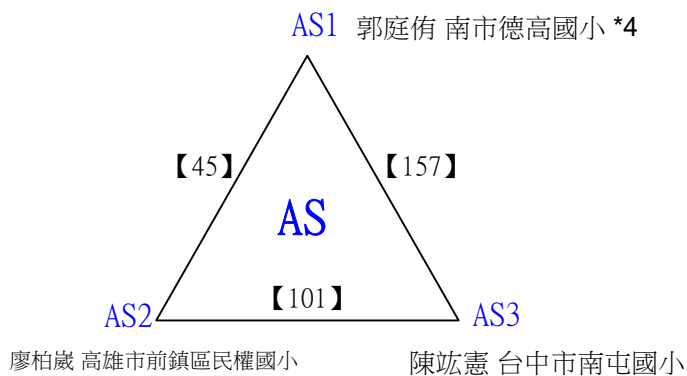 AS1 郭庭侑 南市德高國小 *4
【45】 【157】
AS
【101】
AS2 AS3
廖柏崴 高雄市前鎮區民權國小 陳竑憲 台中市南屯國小